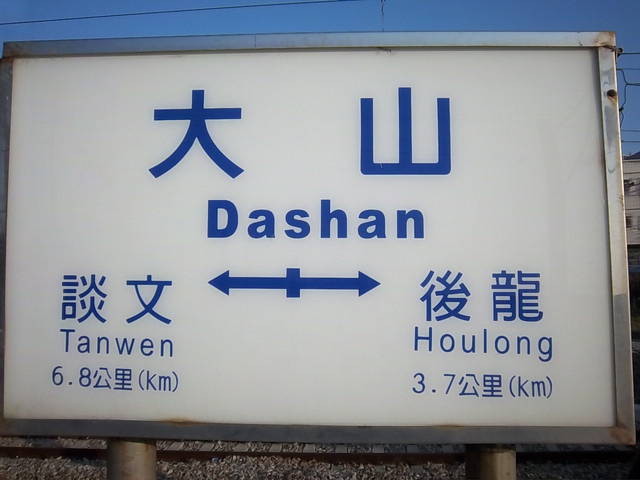 大山
Dashan
談文
Tanwen
6.8公里(km)
後龍
Houlong
3.7公里(km)